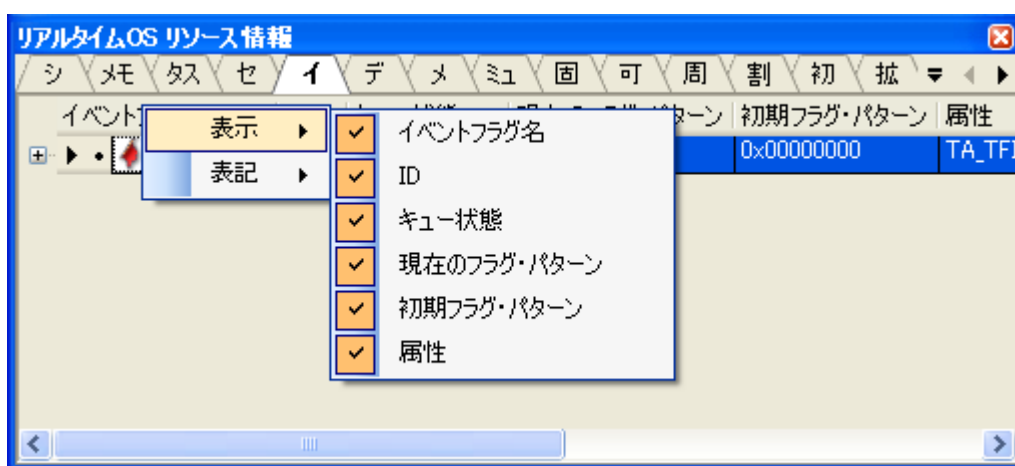 リアルタイムOS リソース情報
シ メモ タス セ イ デ メ ミュ 固 可 周 割 初 拡
イベント ターン 初期フラグ・パターン 属性
表示
表記
0x00000000 TA_TF
イベントフラグ名
ID
キュー状態
現在のフラグ・パターン
初期フラグ・パターン
属性